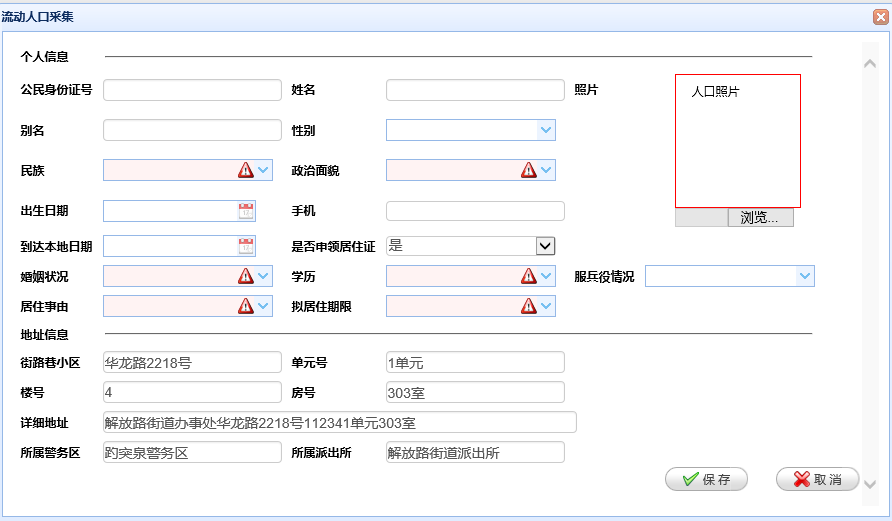 流动人口采集
个人信息
公民身份证号 姓名 照片 人口照片
别名 性别
民族 政治面貌
出生日期 手机 浏览...
到达本地日期 是否申领居住证 是
婚姻状况 学历 服兵役情况
居住事由 拟居住期限
地址信息
街路巷小区 华龙路2218号 单元号 1单元
楼号 4 房号 303室
详细地址 解放路街道办事处华龙路2218号112341单元303室
所属警务区 趵突泉警务区 所属派出所 解放路街道派出所
保存 取消